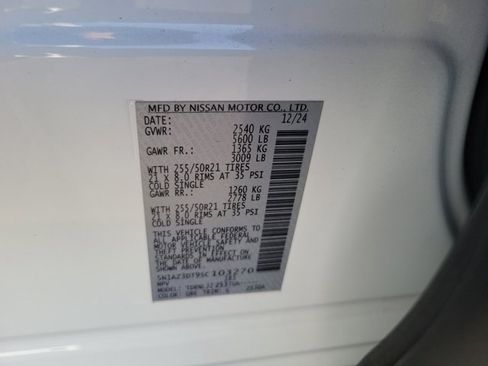 MFD BY NISSAN MOTOR CO., LTD.
DATE: 12/24
GVWR: 2540 KG
5600 LB
GAWR FR.: 1365 KG
3009 LB
WITH 255/50R21 TIRES
21 X 8.0 RIMS AT 35 PSI
COLD SINGLE
GAWR RR.: 1260 KG
2778 LB
WITH 255/50R21 TIRES
21 X 8.0 RIMS AT 35 PSI
COLD SINGLE
THIS VEHICLE CONFORMS
TO ALL APPLICABLE FEDERAL
MOTOR VEHICLE SAFETY AND
THEFT PREVENTION
STANDARDS IN EFFECT
ON THE DATE OF
MANUFACTURE SHOWN ABOVE.
103270
MPV
MODEL:
COLOR: TRIM: G